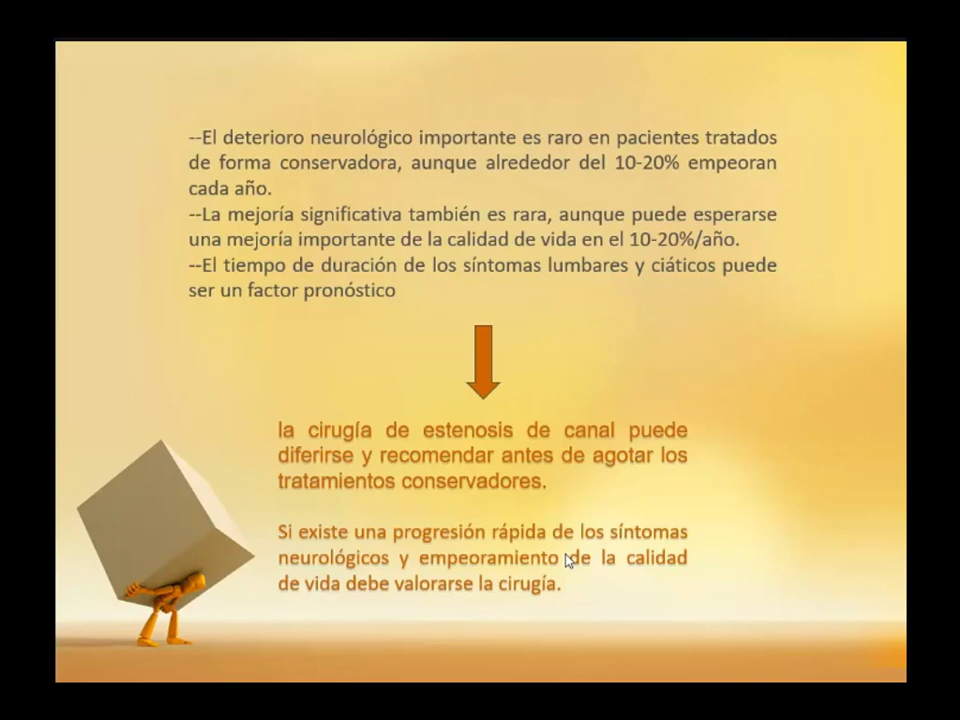 --El deterioro neurológico importante es raro en pacientes tratados
de forma conservadora, aunque alrededor del 10-20% empeoran
cada año.
--La mejoría significativa también es rara, aunque puede esperarse
una mejoría importante de la calidad de vida en el 10-20%/año.
--El tiempo de duración de los síntomas lumbares y ciáticos puede
ser un factor pronóstico
la cirugía de estenosis de canal puede
diferirse y recomendar antes de agotar los
tratamientos conservadores.
Si existe una progresión rápida de los síntomas
neurológicos y empeoramiento de la calidad
de vida debe valorarse la cirugía.